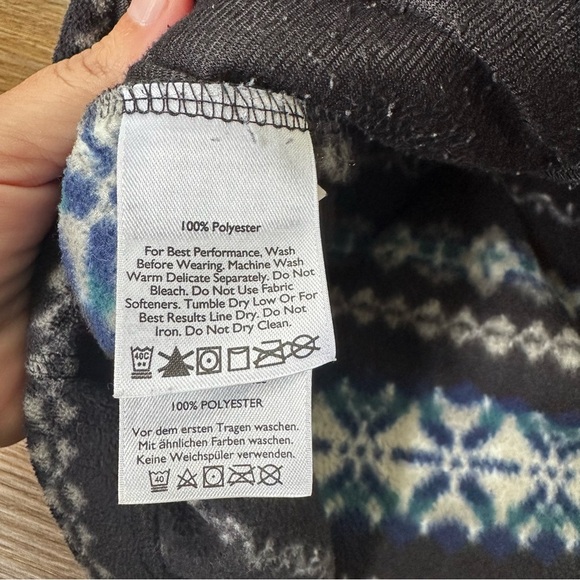 100% Polyester
For Best Performance, Wash
Before Wearing. Machine Wash
Warm Delicate Separately. Do Not
Bleach. Do Not Use Fabric
Softeners. Tumble Dry Low Or For
Best Results Line Dry. Do Not
Iron. Do Not Dry Clean.
40C
100% POLYESTER
Vor dem ersten Tragen waschen.
Mit ähnlichen Farben waschen.
Keine Weichspüler verwenden.
40